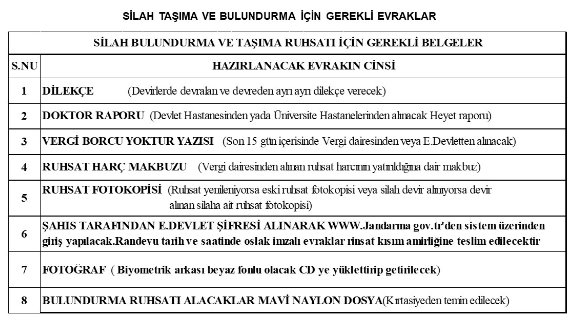 SİLAH TAŞIMA VE BULUNDURMA İÇİN GEREKLİ EVRAKLAR
SİLAH BULUNDURMA VE TAŞIMA RUHSATI İÇİN GEREKLİ BELGELER
S.NU HAZIRLANACAK EVRAKIN CİNSİ
1 DİLEKÇE (Devirlerde devralan ve devreden ayrı ayrı dilekçe verecek)
2 DOKTOR RAPORU (Devlet Hastanesinden yada Üniversite Hastanelerinden alınacak Heyet raporu)
3 VERGİ BORCU YOKTUR YAZISI (Son 15 gün içerisinde Vergi dairesinden veya E.Devletten alınacak)
4 RUHSAT HARÇ MAKBUZU (Vergi dairesinden alınan ruhsat harcının yatırıldığına dair makbuz)
5 RUHSAT FOTOKOPİSİ (Ruhsat yenileniyorsa eski ruhsat fotokopisi veya silah devir alınıyorsa devir
alınan silaha ait ruhsat fotokopisi)
6 ŞAHIS TARAFINDAN E.DEVLET ŞİFRESİ ALINARAK WWW.Jandarma gov.tr'den sistem üzerinden
giriş yapılacak.Randevu tarih ve saatinde oslak imzalı evraklar rinsat kısım amirliğine teslim edilecektir
7 FOTOĞRAF ( Biyometrik arkası beyaz fonlu olacak CD ye yüklettirip getirilecek)
8 BULUNDURMA RUHSATI ALACAKLAR MAVİ NAYLON DOSYA(Kırtasiyeden temin edilecek)